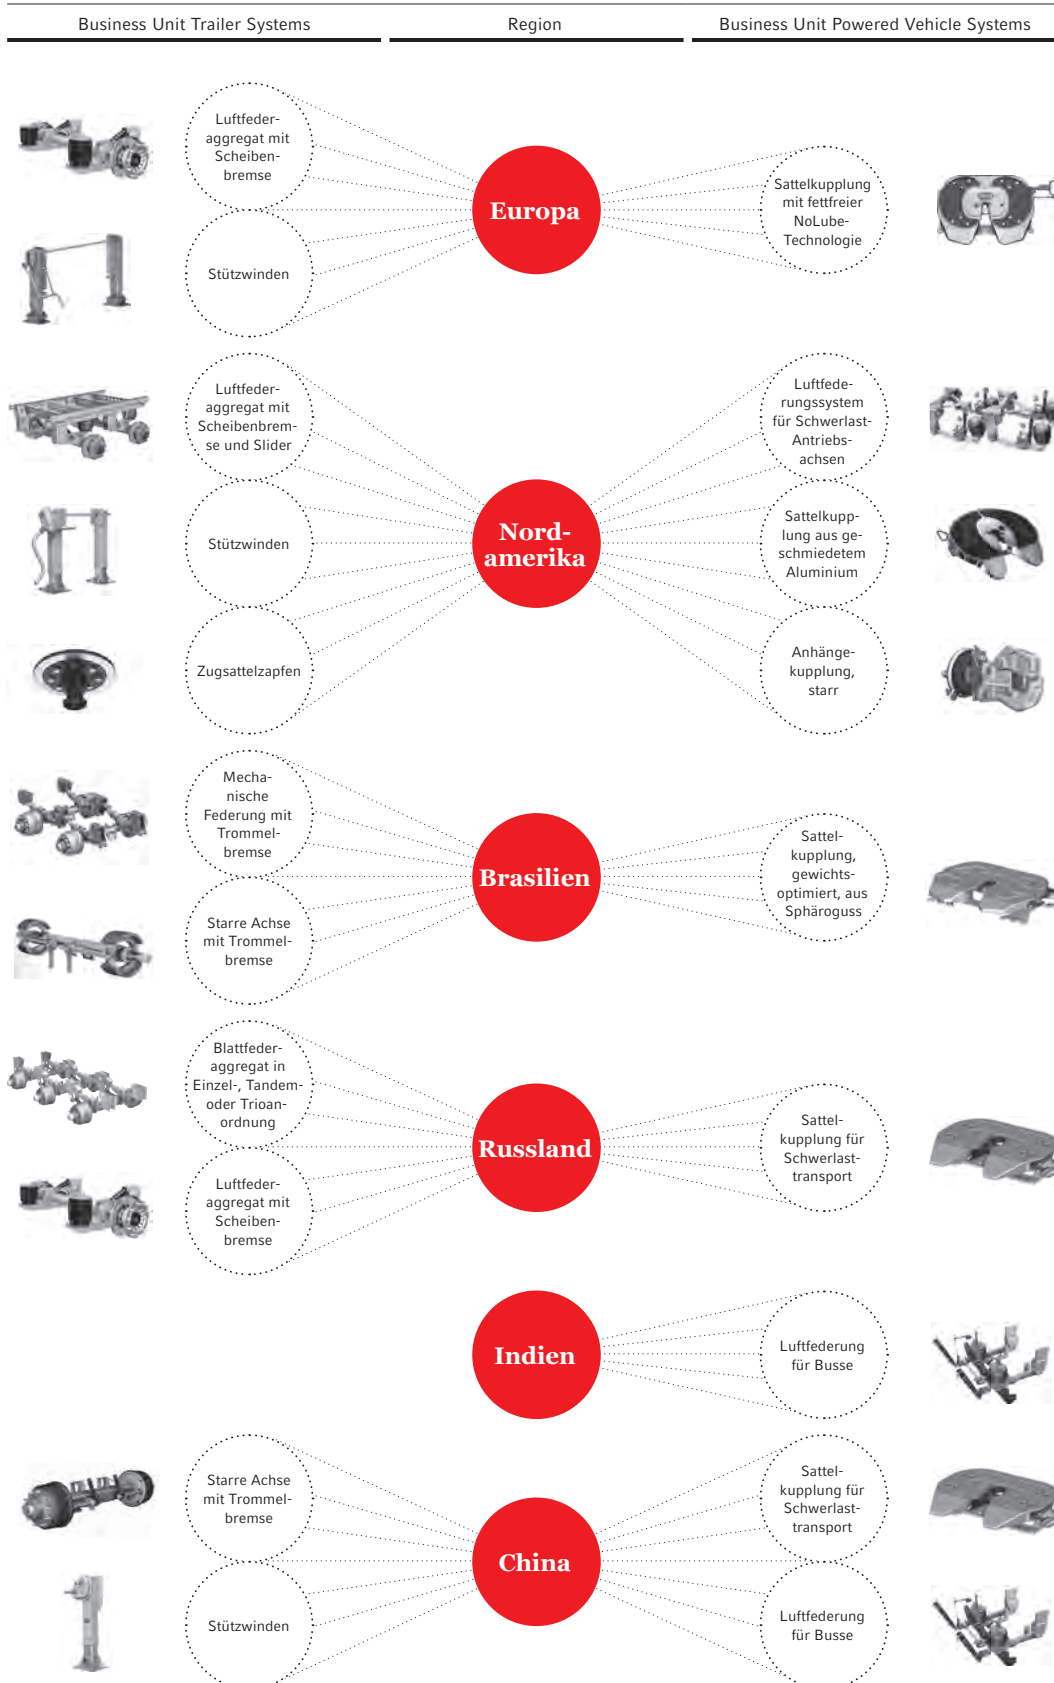 Business Unit Trailer Systems
Region
Business Unit Powered Vehicle Systems
Luftfeder-
aggregat mit
Scheiben-
bremse
Stützwinden
Europa
Sattelkupplung
mit fettfreier
NoLube-
Technologie
Luftfeder-
aggregat mit
Scheibenbrem-
se und Slider
Stützwinden
Zugsattelzapfen
Nord-
amerika
Luftfede-
rungssystem
für Schwerlast-
Antriebs-
achsen
Sattelkupp-
lung aus ge-
schmiedetem
Aluminium
Anhänge-
kupplung,
starr
Mecha-
nische
Federung mit
Trommel-
bremse
Starre Achse
mit Trommel-
bremse
Brasilien
Sattel-
kupplung,
gewichts-
optimiert, aus
Sphäroguss
Blattfeder-
aggregat in
Einzel-, Tandem-
oder Trioan-
ordnung
Luftfeder-
aggregat mit
Scheiben-
bremse
Russland
Sattel-
kupplung für
Schwerlast-
transport
Indien
Luftfederung
für Busse
Starre Achse
mit Trommel-
bremse
Stützwinden
China
Sattel-
kupplung für
Schwerlast-
transport
Luftfederung
für Busse